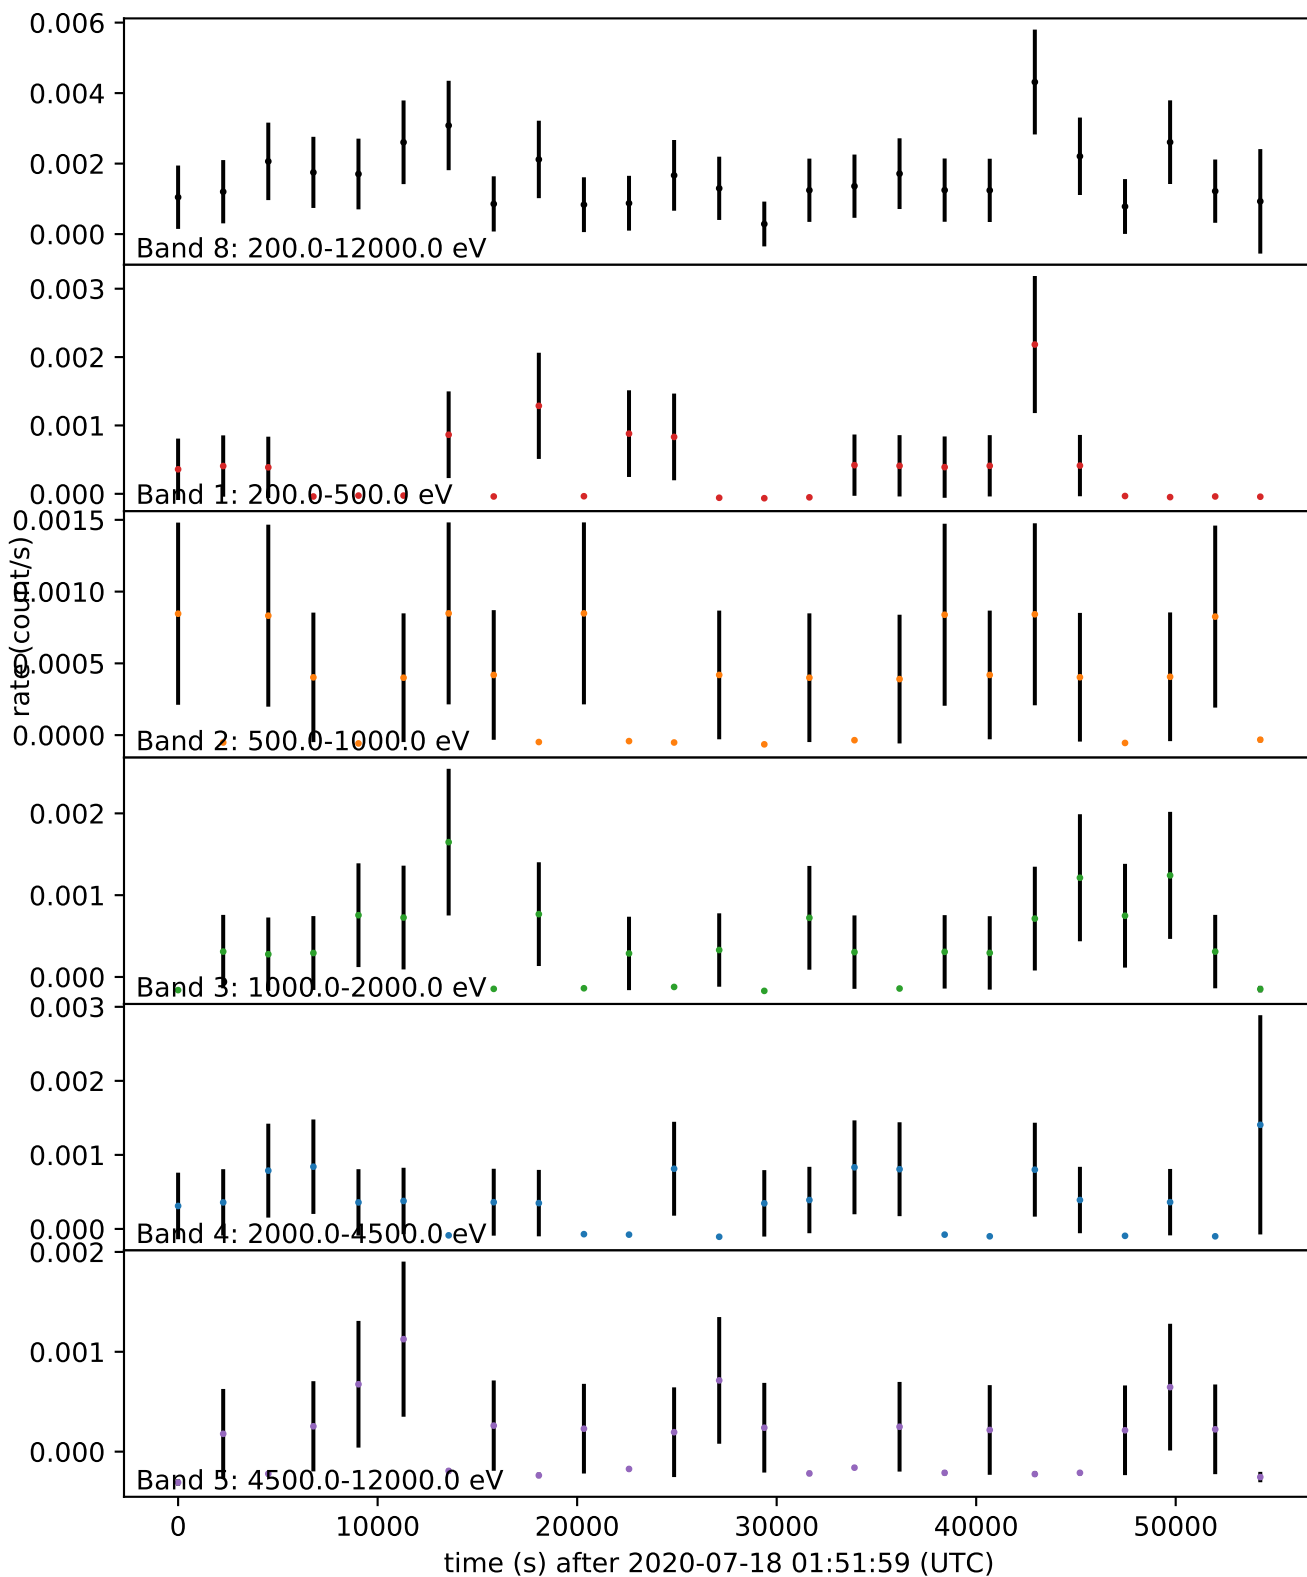 0.006
0.004
0.002
0.000
Band 8: 200.0-12000.0 eV
0.003
0.002
0.001
0.000
Band 1: 200.0-500.0 eV
rate (count/s)
0.0015
0.0010
0.0005
0.0000
Band 2: 500.0-1000.0 eV
0.002
0.001
0.000
Band 3: 1000.0-2000.0 eV
0.003
0.002
0.001
0.000
Band 4: 2000.0-4500.0 eV
0.002
0.001
0.000
Band 5: 4500.0-12000.0 eV
0 10000 20000 30000 40000 50000
time (s) after 2020-07-18 01:51:59 (UTC)